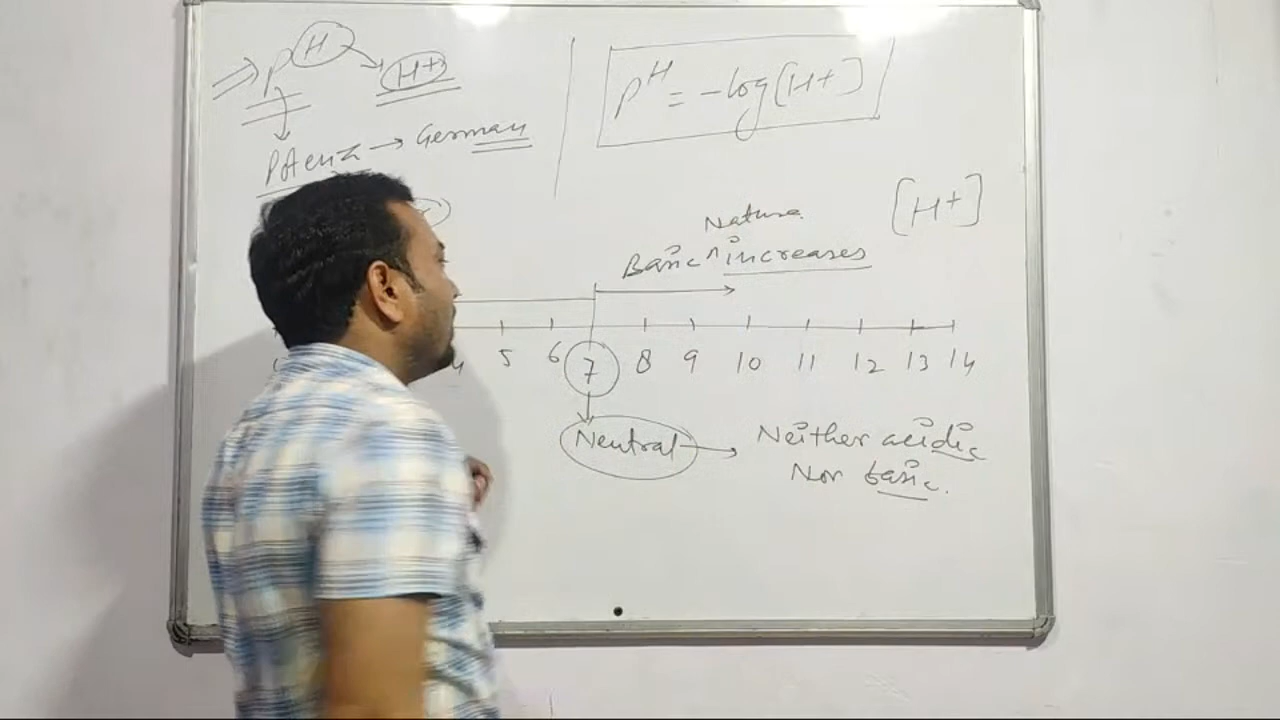 ⇒ pH → H+
Potenz → German
pH = -log[H+]
[H+]
Nature
Basic ^ increases
5 6 7 8 9 10 11 12 13 14
Neutral → Neither acidic
Nor basic.